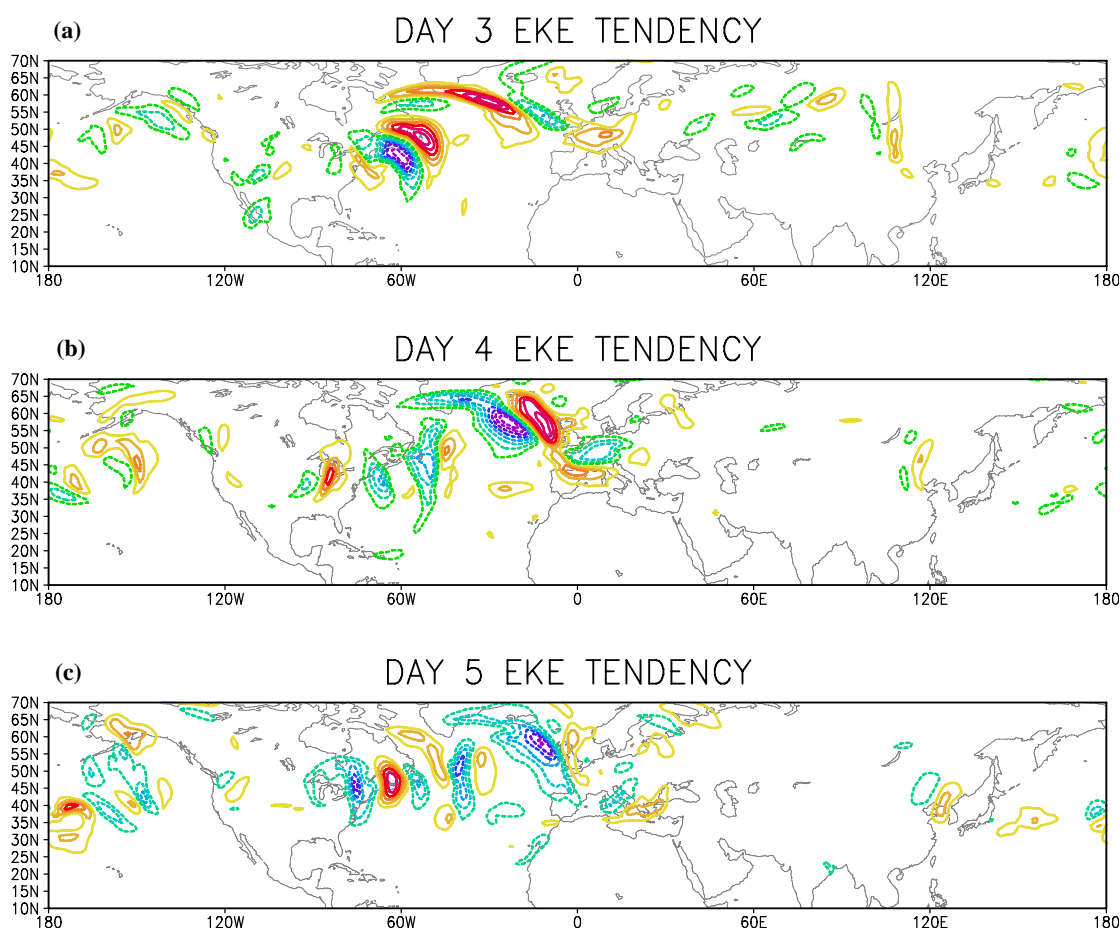 (a) DAY 3 EKE TENDENCY
70N
65N
60N
55N
50N
45N
40N
35N
30N
25N
20N
15N
10N
180 120W 60W 0 60E 120E 180
(b) DAY 4 EKE TENDENCY
70N
65N
60N
55N
50N
45N
40N
35N
30N
25N
20N
15N
10N
180 120W 60W 0 60E 120E 180
(c) DAY 5 EKE TENDENCY
70N
65N
60N
55N
50N
45N
40N
35N
30N
25N
20N
15N
10N
180 120W 60W 0 60E 120E 180